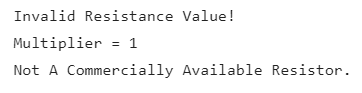 Invalid Resistance Value!
Multiplier = 1
Not A Commercially Available Resistor.